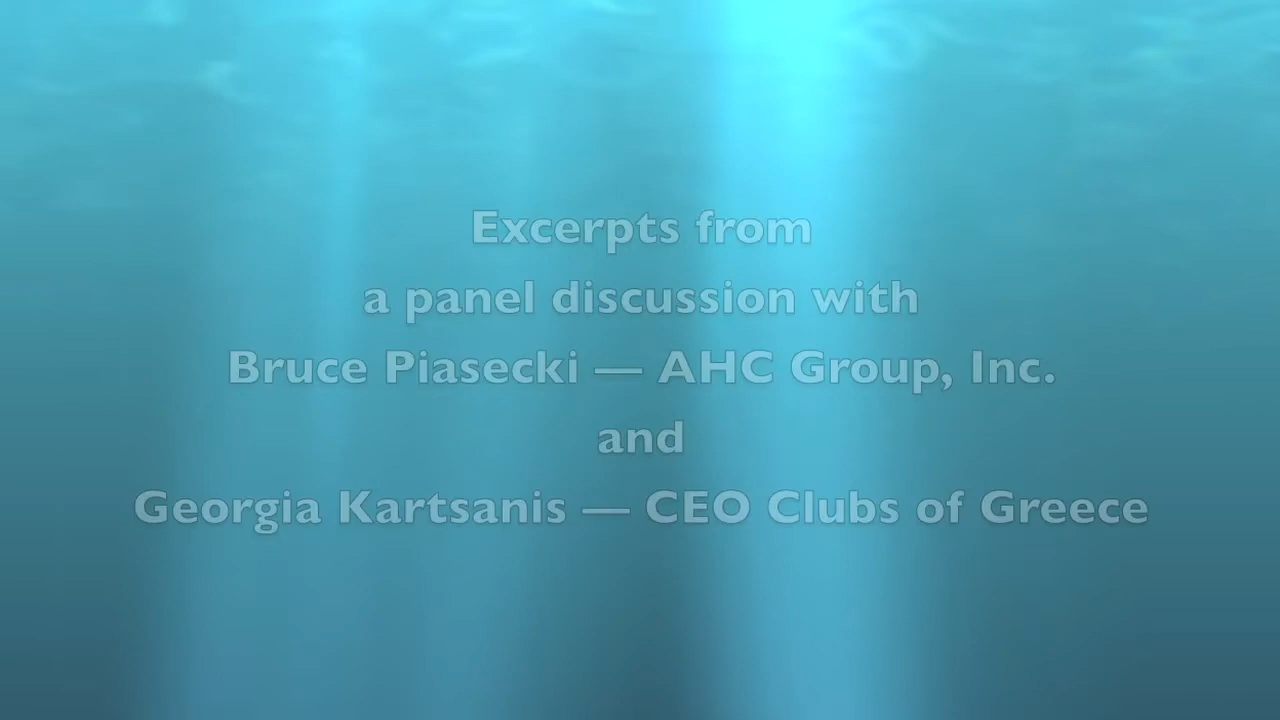 Excerpts from
a panel discussion with
Bruce Piasecki — AHC Group, Inc.
and
Georgia Kartsanis — CEO Clubs of Greece